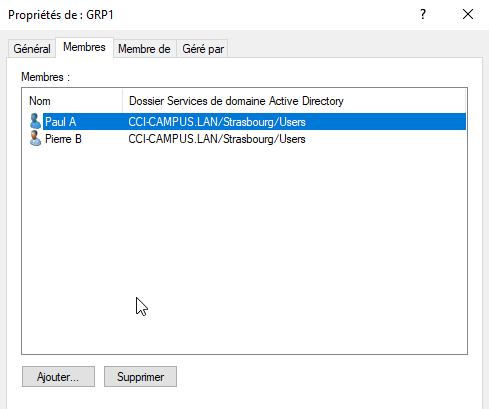 Propriétés de : GRP1
?
Général Membres Membre de Géré par
Membres :
Nom Dossier Services de domaine Active Directory
Paul A CCI-CAMPUS.LAN/Strasbourg/Users
Pierre B CCI-CAMPUS.LAN/Strasbourg/Users
Ajouter... Supprimer